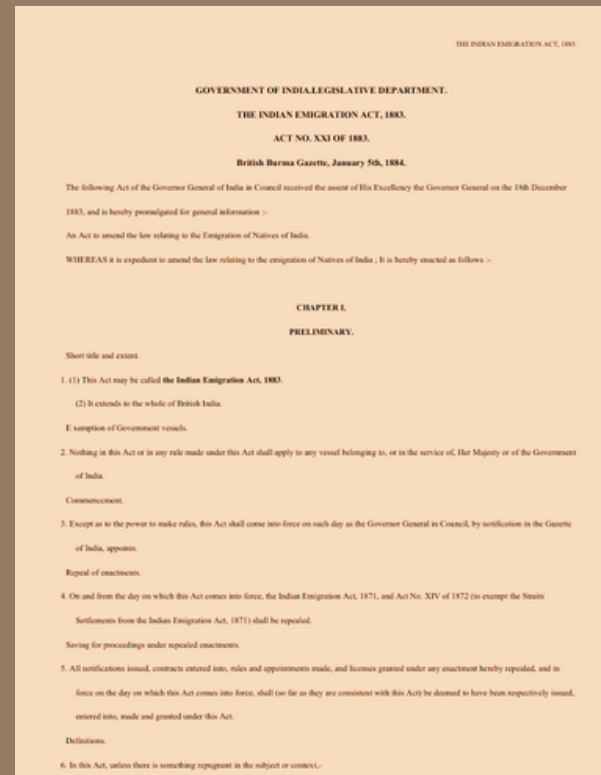 THE INDIAN EMIGRATION ACT, 1883.
GOVERNMENT OF INDIA.LEGISLATIVE DEPARTMENT.
THE INDIAN EMIGRATION ACT, 1883.
ACT NO. XXI OF 1883.
British Burma Gazette, January 5th, 1884.
The following Act of the Governor General of India in Council received the assent of His Excellency the Governor General on the 18th December
1883, and is hereby promulgated for general information :-
An Act to amend the law relating to the Emigration of Natives of India.
WHEREAS it is expedient to amend the law relating to the emigration of Natives of India ; It is hereby enacted as follows :-
CHAPTER I.
PRELIMINARY.
Short title and extent.
1. (1) This Act may be called the Indian Emigration Act, 1883.
(2) It extends to the whole of British India.
E xemption of Government vessels.
2. Nothing in this Act or in any rule made under this Act shall apply to any vessel belonging to, or in the service of, Her Majesty or of the Government
of India.
Commencement.
3. Except as to the power to make rules, this Act shall come into force on such day as the Governor General in Council, by notification in the Gazette
of India, appoints.
Repeal of enactments.
4. On and from the day on which this Act comes into force, the Indian Emigration Act, 1871, and Act No. XIV of 1872 (to exempt the Straits
Settlements from the Indian Emigration Act, 1871) shall be repealed.
Saving for proceedings under repealed enactments.
5. All notifications issued, contracts entered into, rules and appointments made, and licenses granted under any enactment hereby repealed, and in
force on the day on which this Act comes into force, shall (so far as they are consistent with this Act) be deemed to have been respectively issued,
entered into, made and granted under this Act.
Definitions.
6. In this Act, unless there is something repugnant in the subject or context,-